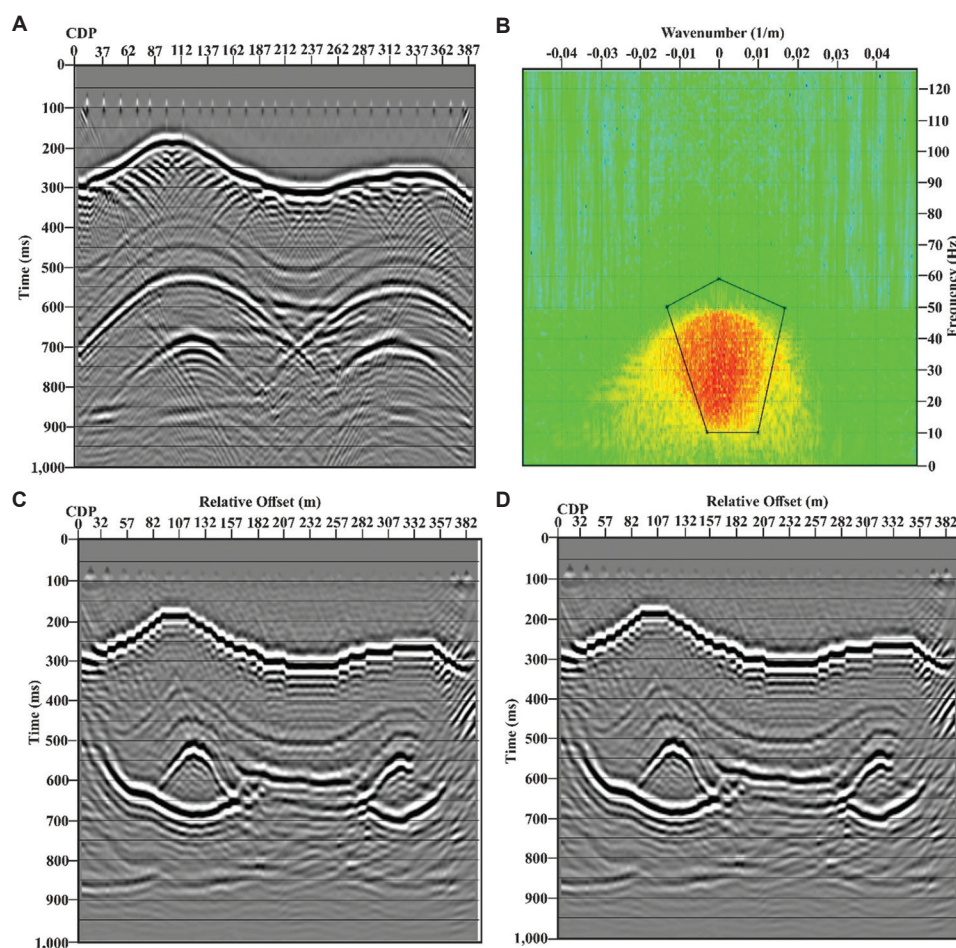 A
CDP
0 37 62 87 112 137 162 187 212 237 262 287 312 337 362 387
0
100
200
300
400
500
600
700
800
900
1,000
Time (ms)
B
Wavenumber (1/m)
-0,04 -0,03 -0,02 -0,01 0 0,01 0,02 0,03 0,04
120
110
100
90
80
70
60
50
40
30
20
10
0
Frequency (Hz)
C
Relative Offset (m)
CDP
0 32 57 82 107 132 157 182 207 232 257 282 307 332 357 382
0
100
200
300
400
500
600
700
800
900
1,000
Time (ms)
D
Relative Offset (m)
CDP
0 32 57 82 107 132 157 182 207 232 257 282 307 332 357 382
0
100
200
300
400
500
600
700
800
900
1,000
Time (ms)